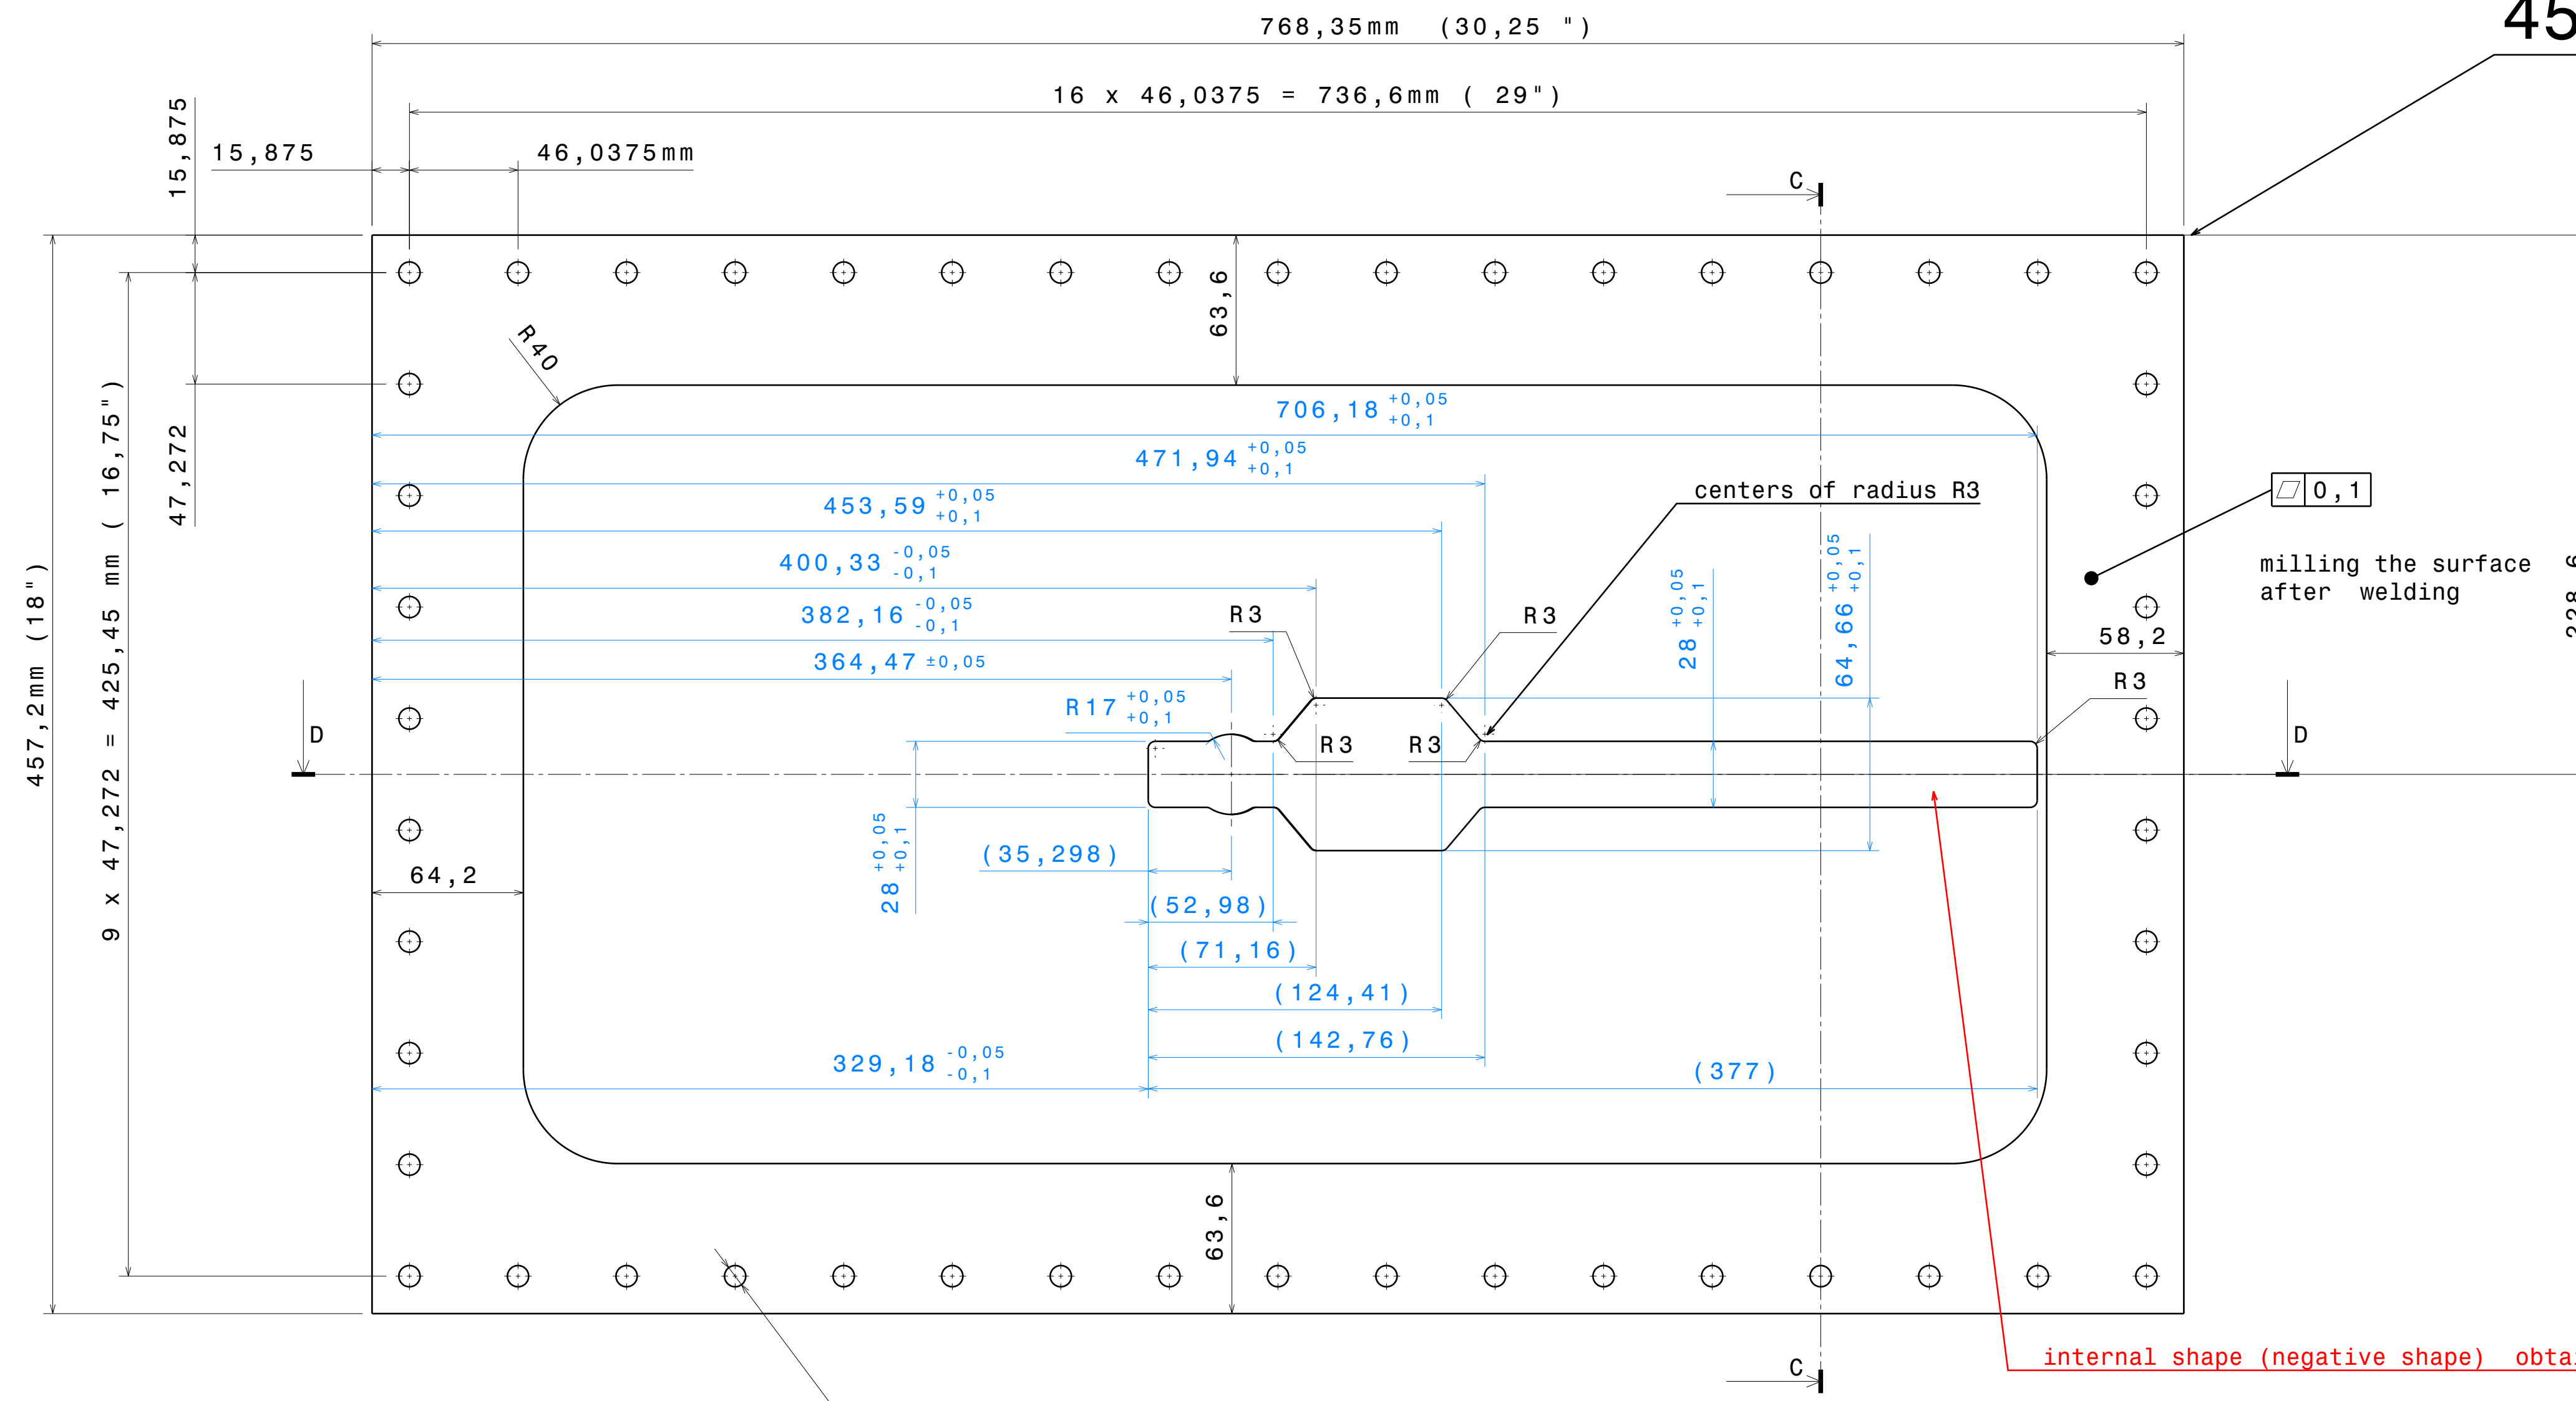 45
768,35mm (30,25 ")
16 x 46,0375 = 736,6mm ( 29")
15,875
15,875
46,0375mm
C
63,6
R40
706,18 +0,05 +0,1
471,94 +0,05 +0,1
453,59 +0,05 +0,1
centers of radius R3
0,1
400,33 -0,05 -0,1
milling the surface
after welding
382,16 -0,05 -0,1
R3
R3
28 +0,05 +0,1
64,66 +0,05 +0,1
58,2
364,47 ±0,05
R3
R17 +0,05 +0,1
D
R3
R3
D
457,2mm (18")
9 x 47,272 = 425,45 mm ( 16,75")
47,272
(35,298)
28 +0,05 +0,1
64,2
(52,98)
(71,16)
(124,41)
(142,76)
329,18 -0,05 -0,1
(377)
63,6
C
internal shape (negative shape) obta